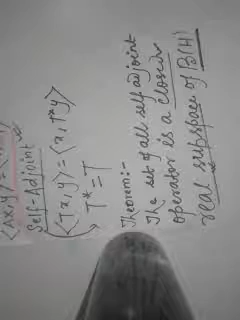 Self-Adjoint
⟨Tx,y⟩ = ⟨x,T*y⟩
T* = T
Theorem:-
The set of all self adjoint
operator is a closed
real subspace of B(H)